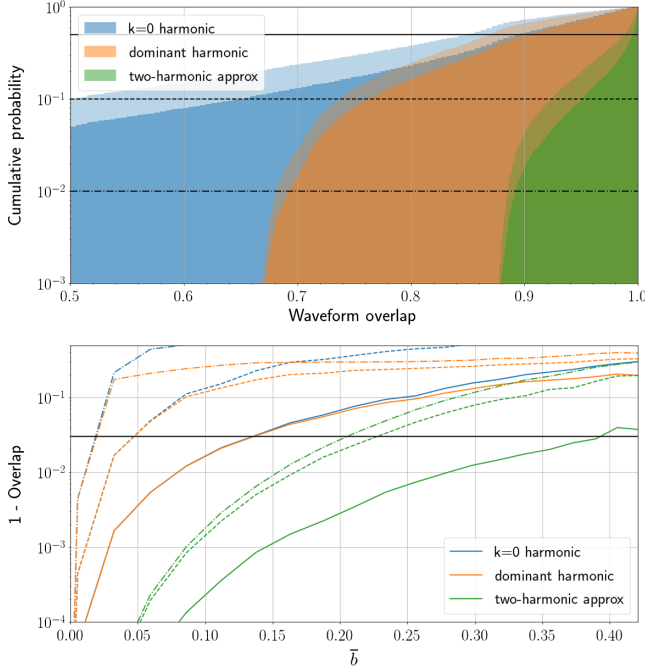 10⁰
10⁻¹
10⁻²
10⁻³
Cumulative probability
k=0 harmonic
dominant harmonic
two-harmonic approx
0.5 0.6 0.7 0.8 0.9 1.0
Waveform overlap
10⁻¹
10⁻²
10⁻³
10⁻⁴
1 - Overlap
k=0 harmonic
dominant harmonic
two-harmonic approx
0.00 0.05 0.10 0.15 0.20 0.25 0.30 0.35 0.40
b̅